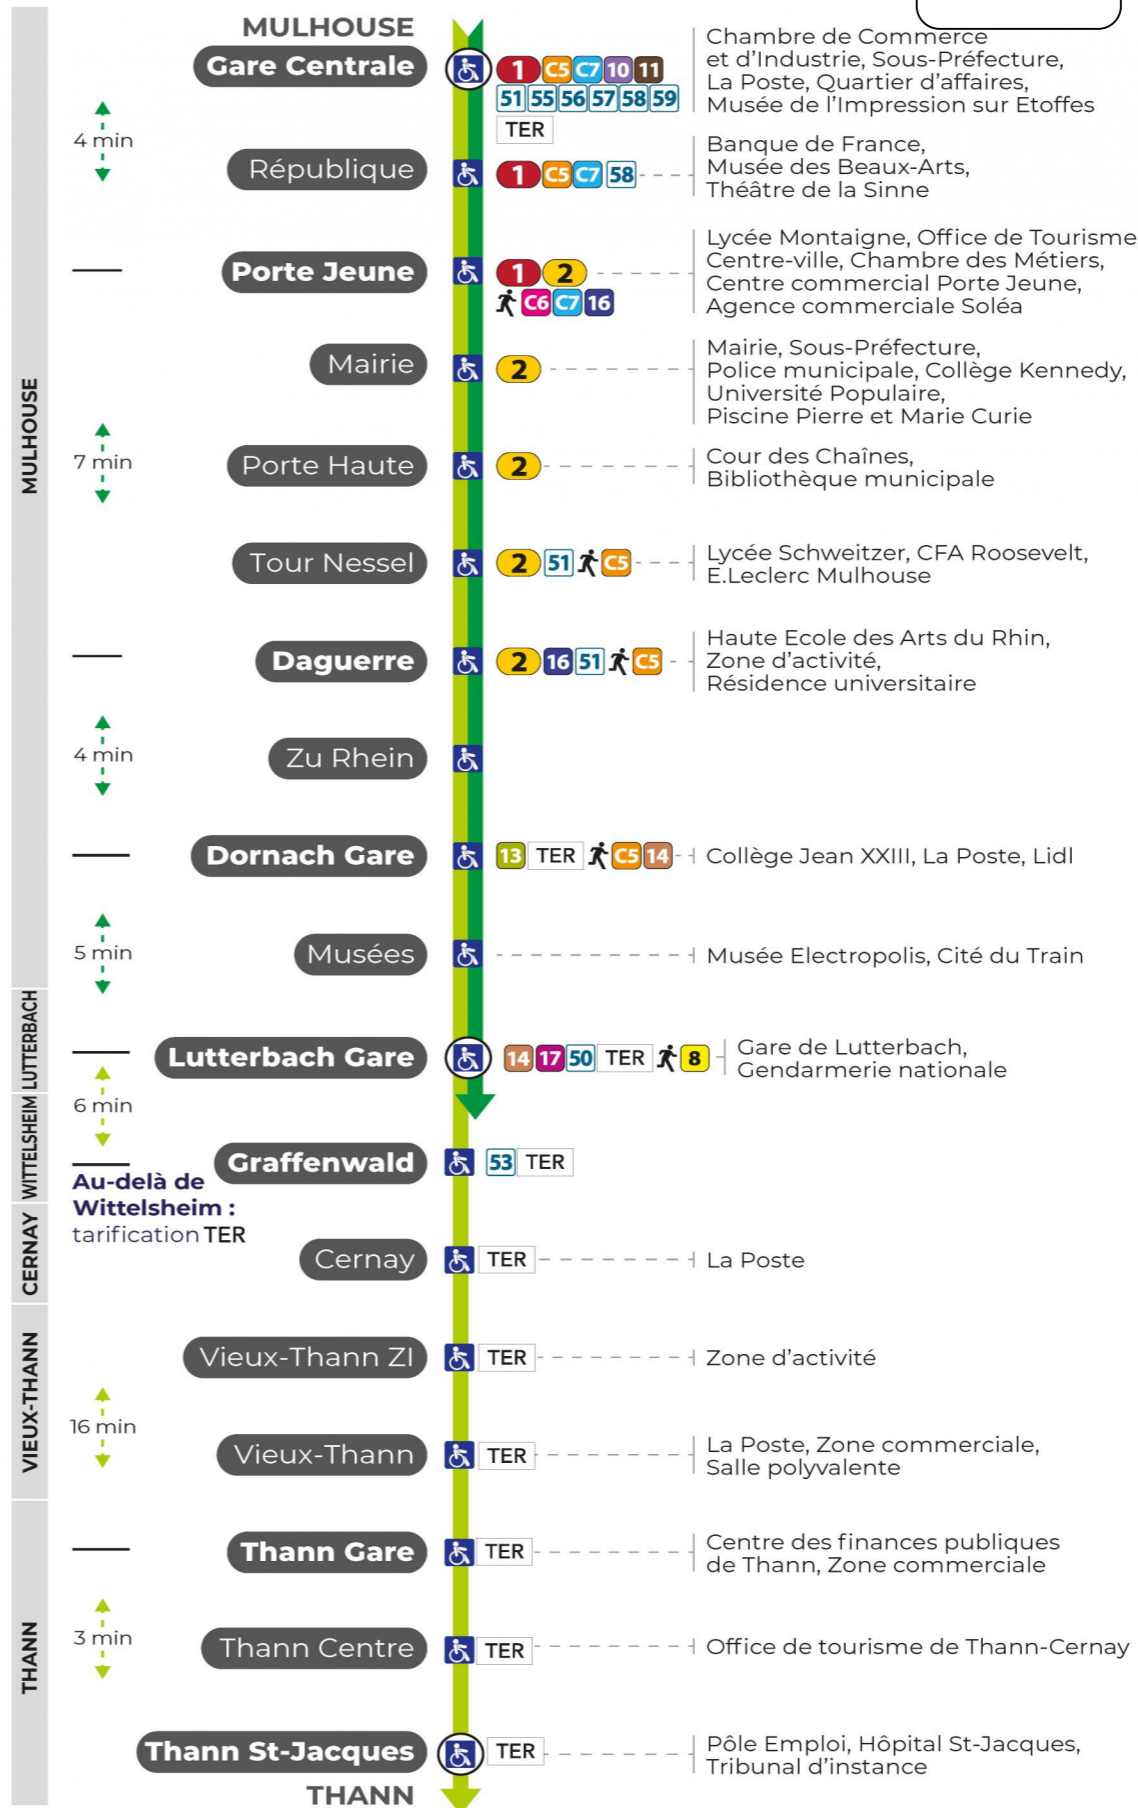 MULHOUSE
Gare Centrale
1 C5 C7 10 11
51 55 56 57 58 59
TER
Chambre de Commerce
et d'Industrie, Sous-Préfecture,
La Poste, Quartier d'affaires,
Musée de l'Impression sur Etoffes
4 min
République
1 C5 C7 58
Banque de France,
Musée des Beaux-Arts,
Théâtre de la Sinne
Porte Jeune
1 2
C6 C7 16
Lycée Montaigne, Office de Tourisme
Centre-ville, Chambre des Métiers,
Centre commercial Porte Jeune,
Agence commerciale Soléa
MULHOUSE
Mairie
2
Mairie, Sous-Préfecture,
Police municipale, Collège Kennedy,
Université Populaire,
Piscine Pierre et Marie Curie
7 min
Porte Haute
2
Cour des Chaînes,
Bibliothèque municipale
Tour Nessel
2 51 C5
Lycée Schweitzer, CFA Roosevelt,
E.Leclerc Mulhouse
Daguerre
2 16 51 C5
Haute Ecole des Arts du Rhin,
Zone d'activité,
Résidence universitaire
4 min
Zu Rhein
Dornach Gare
13 TER C5 14
Collège Jean XXIII, La Poste, Lidl
5 min
Musées
Musée Electropolis, Cité du Train
LUTTERBACH
Lutterbach Gare
14 17 50 TER 8
Gare de Lutterbach,
Gendarmerie nationale
6 min
WITTELSHEIM
Graffenwald
53 TER
Au-delà de
Wittelsheim :
tarification TER
CERNAY
Cernay
TER
La Poste
VIEUX-THANN
Vieux-Thann ZI
TER
Zone d'activité
16 min
Vieux-Thann
TER
La Poste, Zone commerciale,
Salle polyvalente
Thann Gare
TER
Centre des finances publiques
de Thann, Zone commerciale
THANN
3 min
Thann Centre
TER
Office de tourisme de Thann-Cernay
Thann St-Jacques
TER
Pôle Emploi, Hôpital St-Jacques,
Tribunal d'instance
THANN